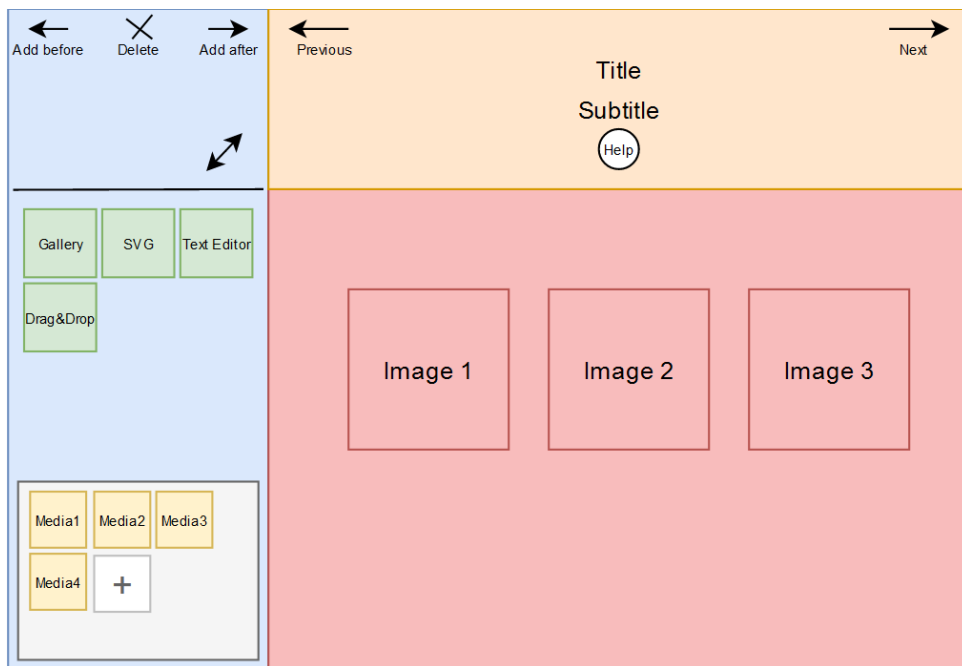 Add before
Delete
Add after
Previous
Next
Title
Subtitle
Help
Gallery
SVG
Text Editor
Drag&Drop
Image 1
Image 2
Image 3
Media1
Media2
Media3
Media4
+